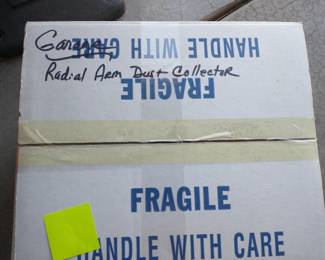 Garage
HANDLE WITH CARE
Radial Arm Dust Collector
FRAGILE
FRAGILE
HANDLE WITH CARE